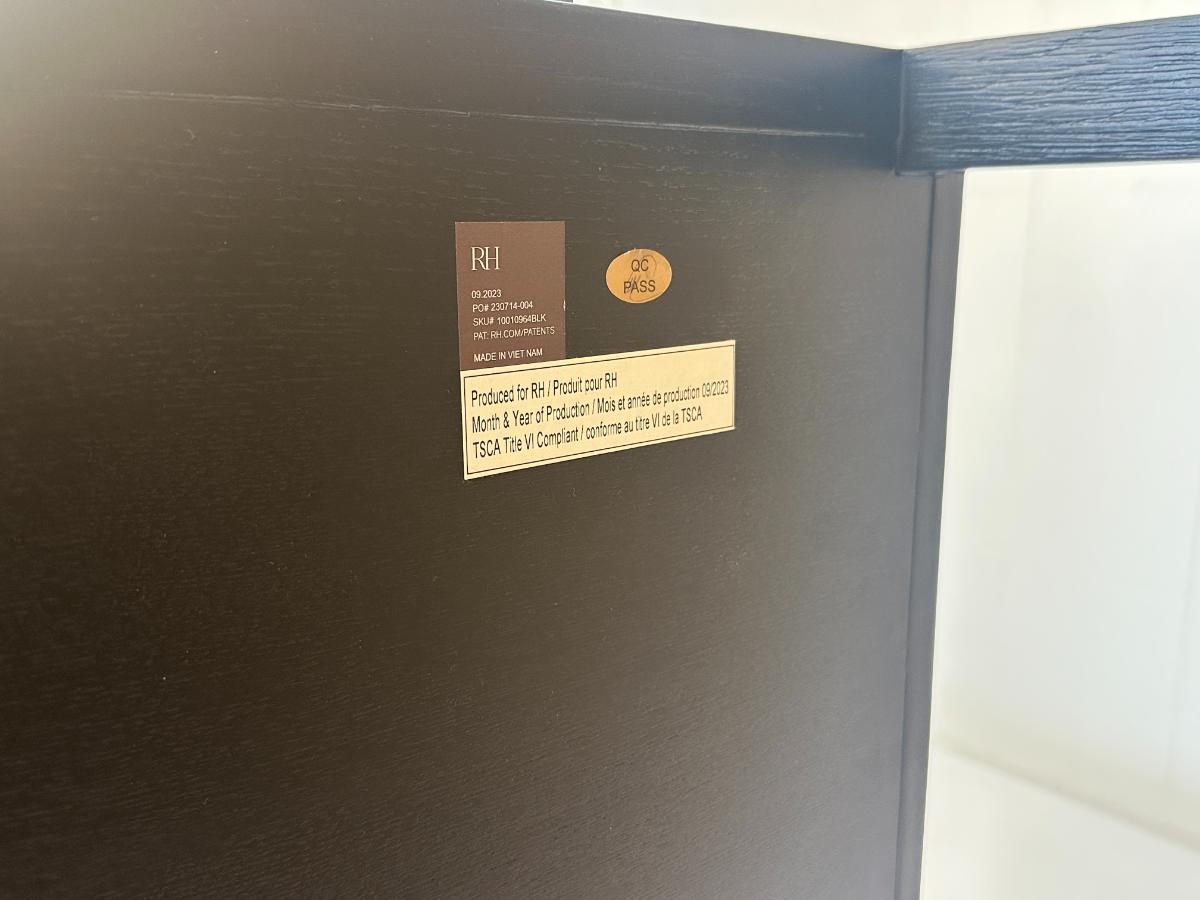 RH
09.2023
PO# 230714-004
SKU# 10010964BLK
PAT: RH.COM/PATENTS
MADE IN VIET NAM
QC
PASS
Produced for RH / Produit pour RH
Month & Year of Production / Mois et année de production 09/2023
TSCA Title VI Compliant / conforme au titre VI de la TSCA